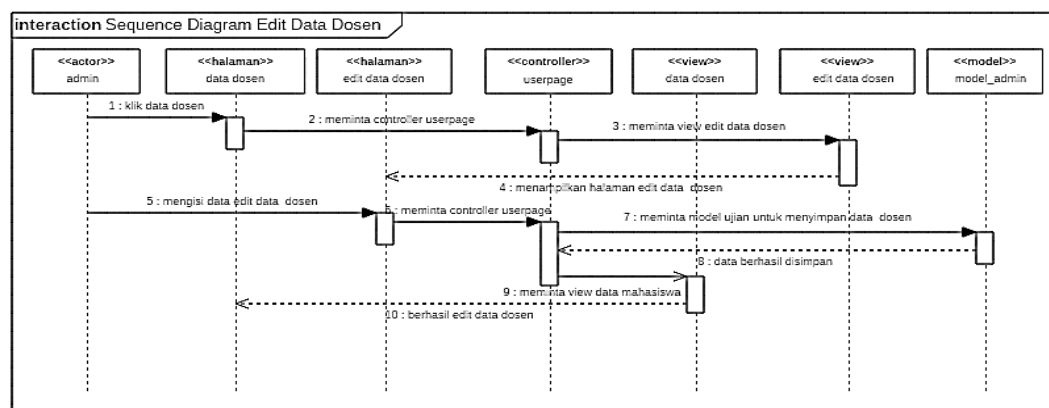 interaction Sequence Diagram Edit Data Dosen
<<actor>>
admin
<<halaman>>
data dosen
<<halaman>>
edit data dosen
<<controller>>
userpage
<<view>>
data dosen
<<view>>
edit data dosen
<<model>>
model_admin
1 : klik data dosen
2 : meminta controller userpage
3 : meminta view edit data dosen
4 : menampilkan halaman edit data dosen
5 : mengisi data edit data dosen
6 : meminta controller userpage
7 : meminta model ujian untuk menyimpan data dosen
8 : data berhasil disimpan
9 : meminta view data mahasiswa
10 : berhasil edit data dosen